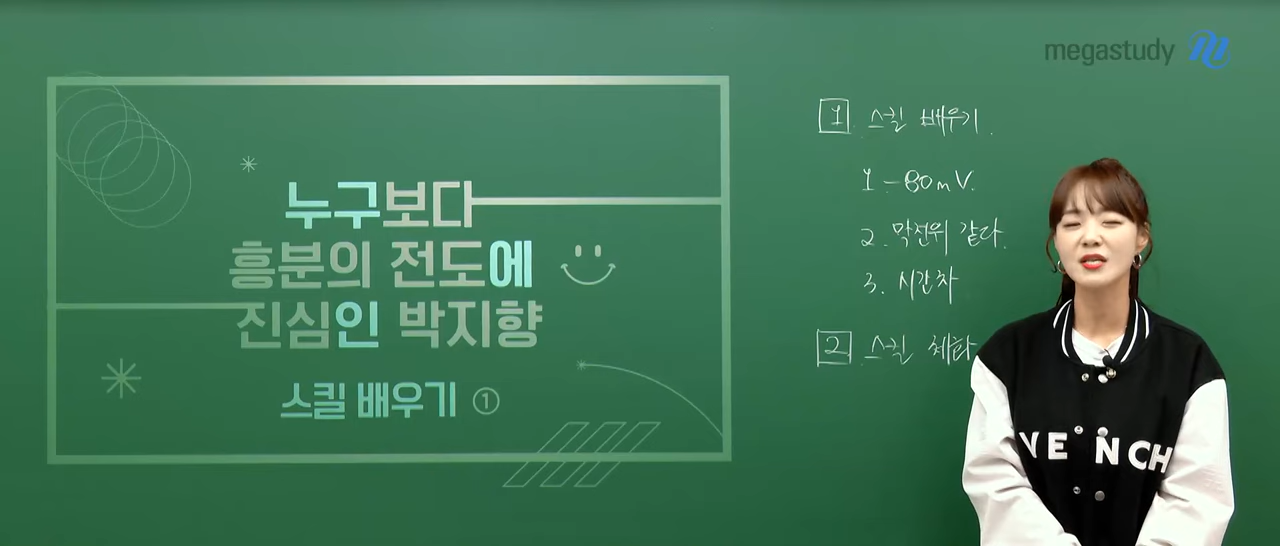 megastudy
누구보다
흥분의 전도에
진심인 박지향
스킬 배우기 ①
1 스킬 배우기.
1 -80mV.
2. 막전위 같다.
3. 시간차
2 스킬 체화
VENCH